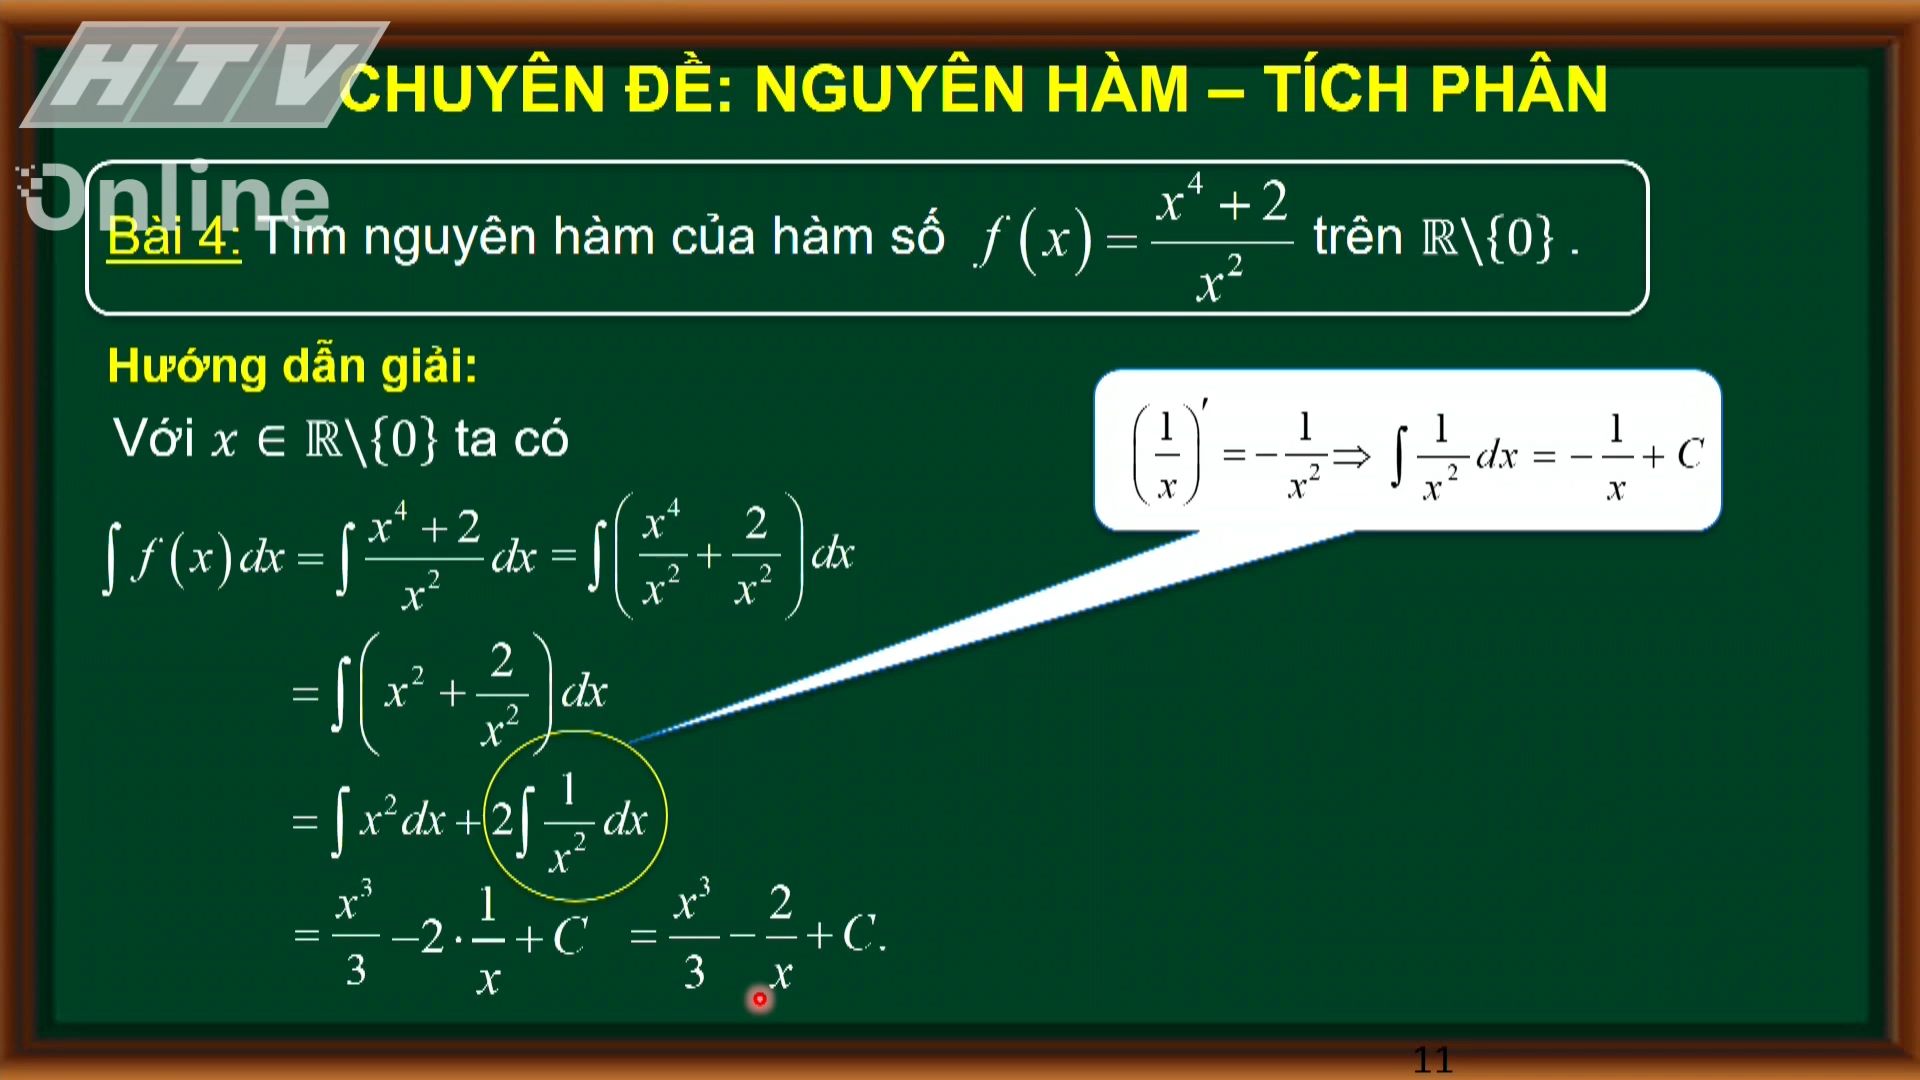 HTV
Online
CHUYÊN ĐỀ: NGUYÊN HÀM – TÍCH PHÂN
Bài 4: Tìm nguyên hàm của hàm số f(x) = (x⁴ + 2)/x² trên ℝ\{0} .
Hướng dẫn giải:
Với x ∈ ℝ\{0} ta có
(1/x)′ = −1/x² ⇒ ∫ 1/x² dx = −1/x + C
∫ f(x)dx = ∫ (x⁴ + 2)/x² dx = ∫ (x⁴/x² + 2/x²) dx
= ∫ (x² + 2/x²) dx
= ∫ x² dx + 2∫ 1/x² dx
= x³/3 − 2·1/x + C = x³/3 − 2/x + C.
11